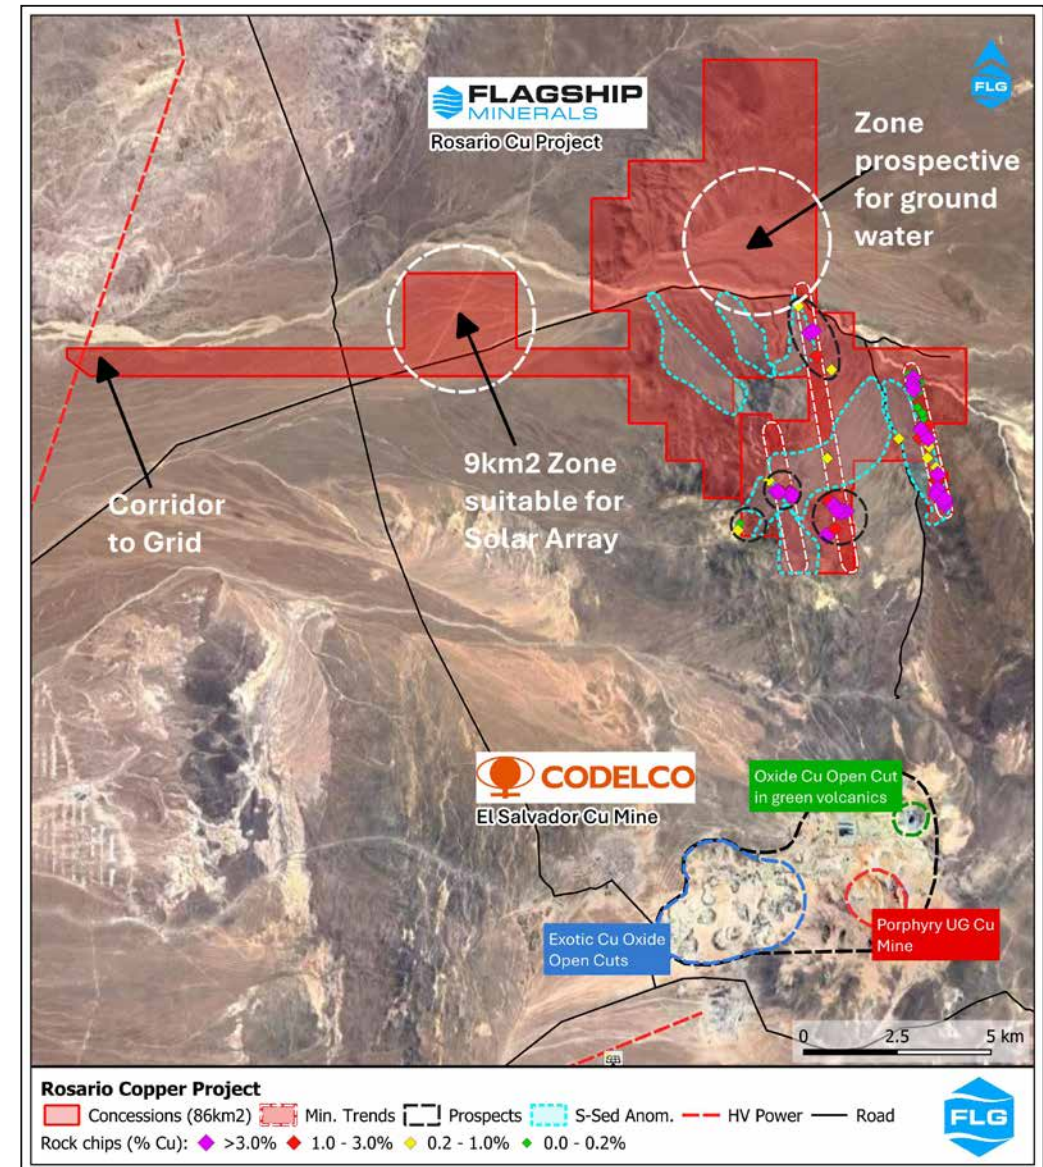 FLAGSHIP
MINERALS
Rosario Cu Project
FLG
Zone
prospective
for ground
water
9km2 Zone
suitable for
Solar Array
Corridor
to Grid
CODELCO
El Salvador Cu Mine
Oxide Cu Open Cut
in green volcanics
Exotic Cu Oxide
Open Cuts
Porphyry UG Cu
Mine
0 2.5 5 km
Rosario Copper Project
Concessions (86km2) Min. Trends Prospects S-Sed Anom. HV Power Road
Rock chips (% Cu): >3.0% 1.0 - 3.0% 0.2 - 1.0% 0.0 - 0.2%
FLG